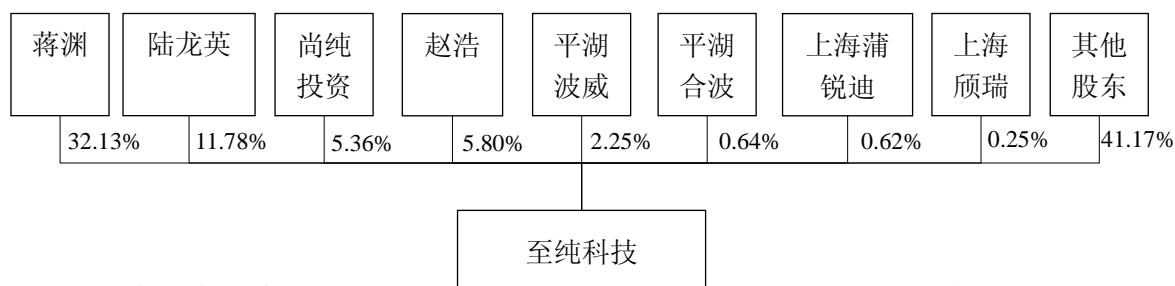 蒋渊 陆龙英 尚纯 赵浩 平湖 平湖 上海蒲 上海 其他
投资 波威 合波 锐迪 颀瑞 股东
32.13% 11.78% 5.36% 5.80% 2.25% 0.64% 0.62% 0.25% 41.17%
至纯科技